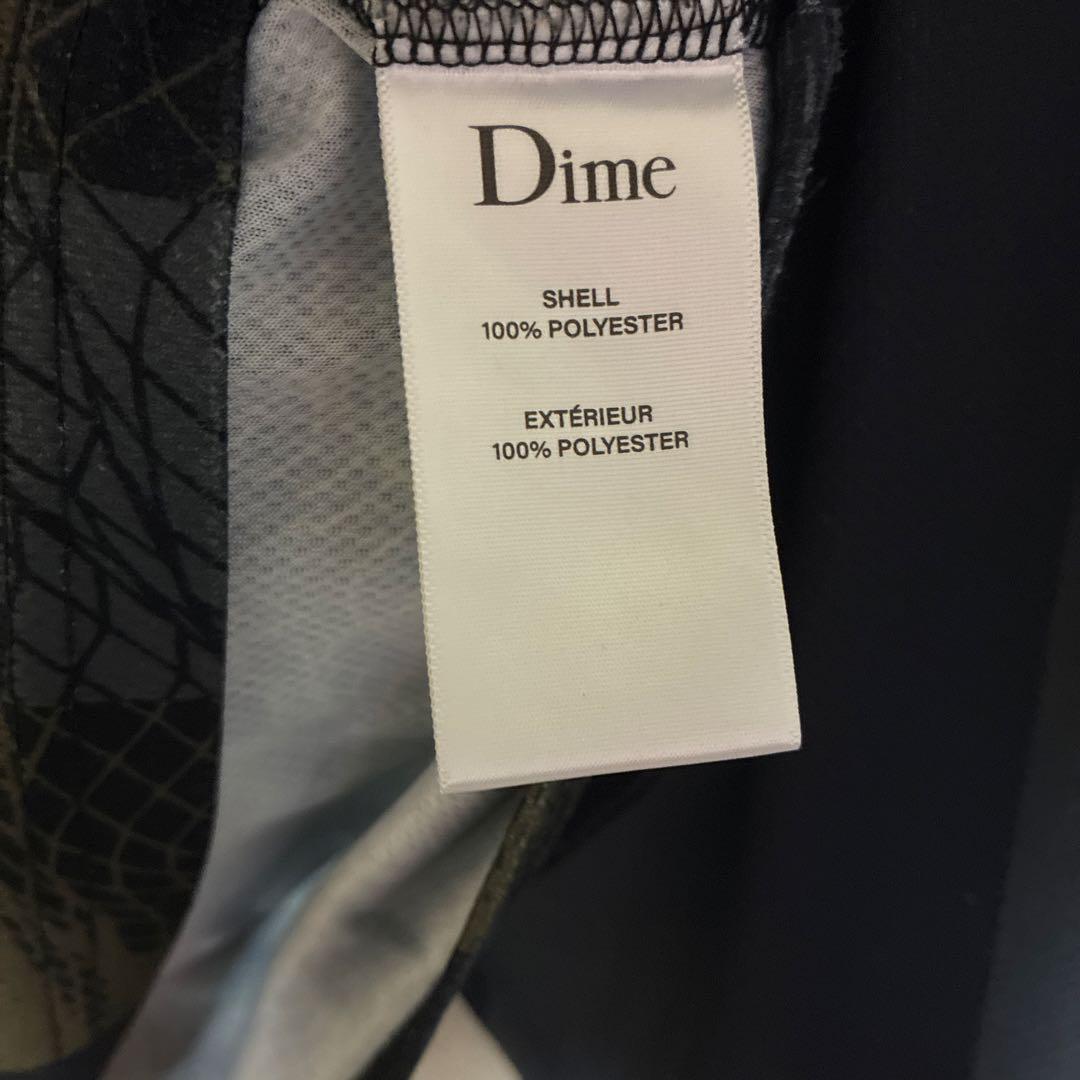 Dime
SHELL
100% POLYESTER
EXTÉRIEUR
100% POLYESTER